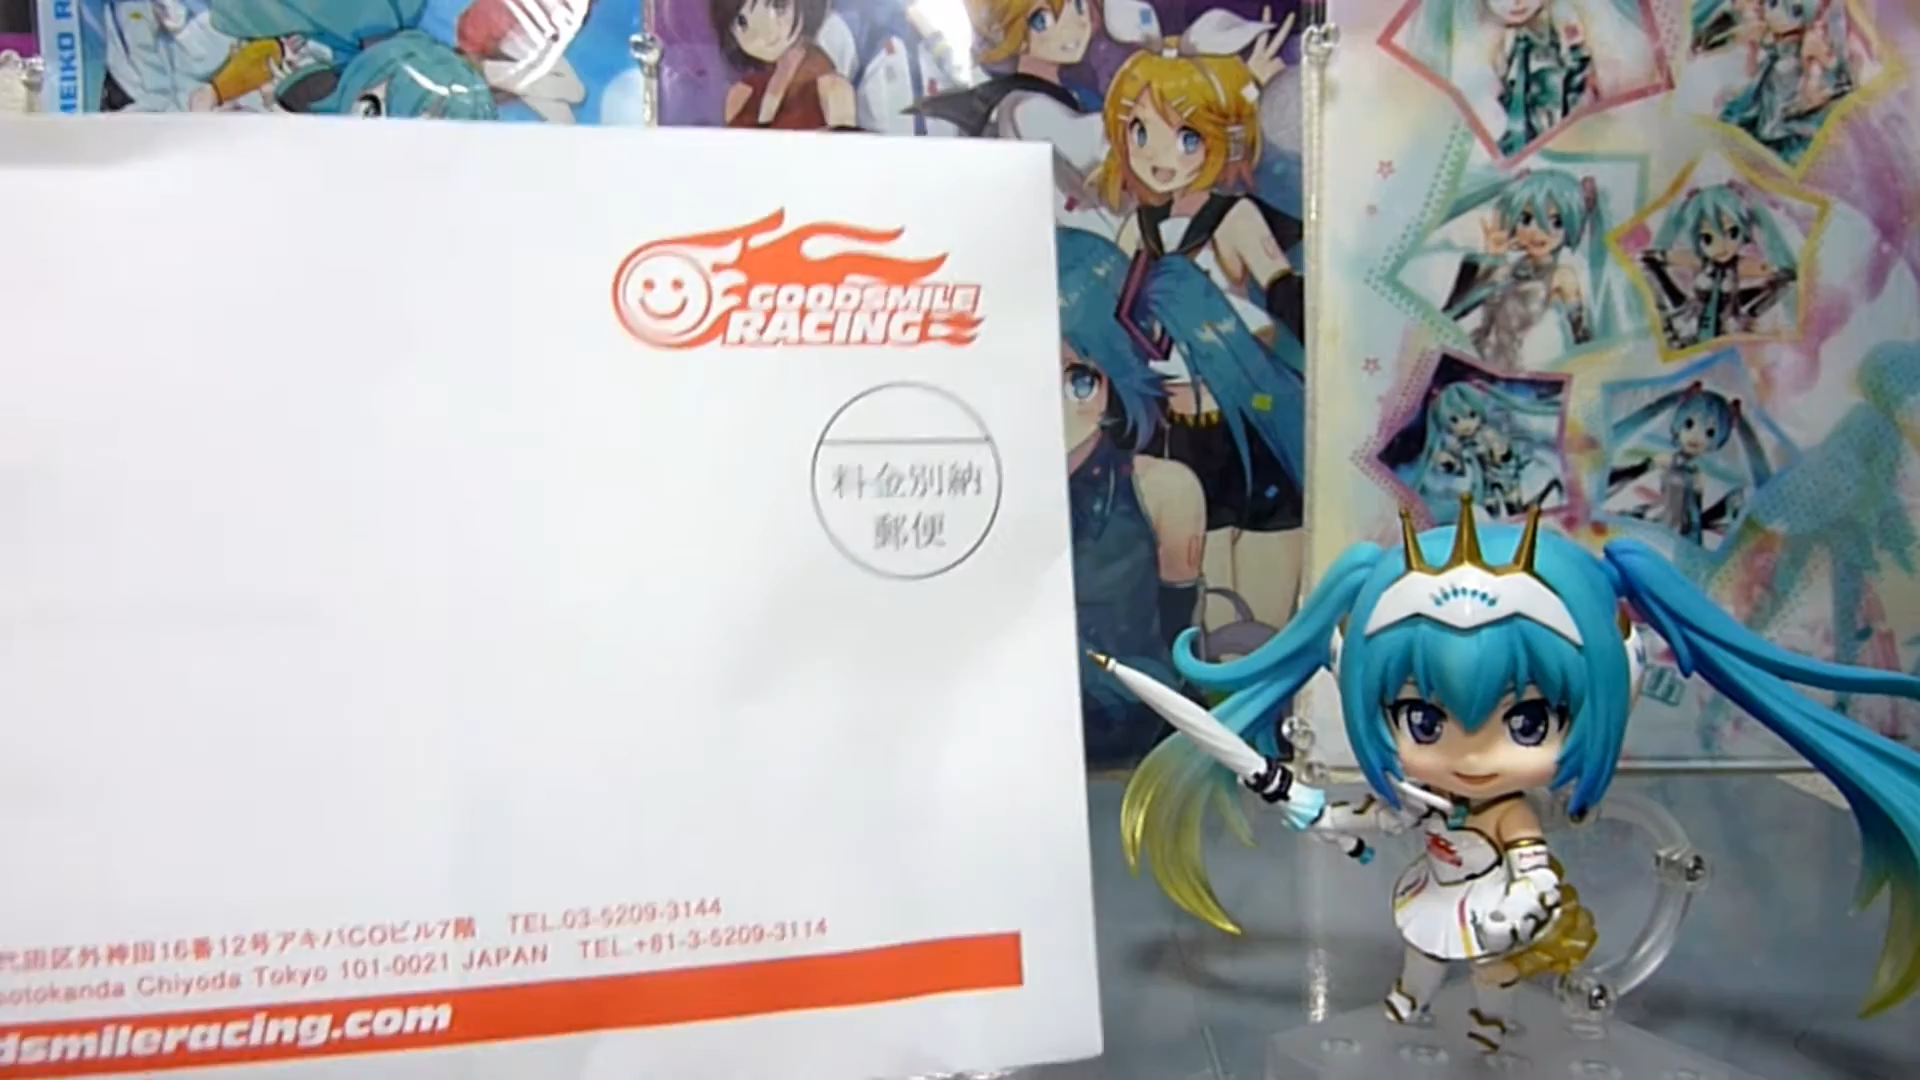 GOODSMILE
RACING
料金別納
郵便
田区外神田16番12号アキバCOビル7階 TEL.03-5209-3144
sotokanda Chiyoda Tokyo 101-0021 JAPAN TEL.+81-3-5209-3114
dsmileracing.com
EIKO R
th